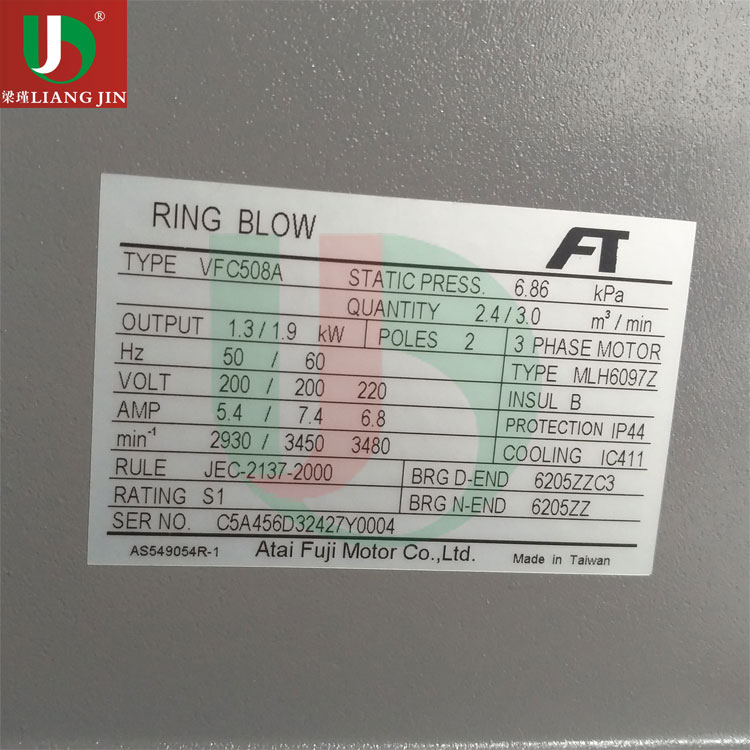 ®
梁瑾LIANG JIN
RING BLOW
FT
TYPE VFC508A STATIC PRESS. 6.86 kPa
QUANTITY 2.4 / 3.0 m³ / min
OUTPUT 1.3 / 1.9 kW POLES 2 3 PHASE MOTOR
Hz 50 / 60 TYPE MLH6097Z
VOLT 200 / 200 220 INSUL B
AMP 5.4 / 7.4 6.8 PROTECTION IP44
min⁻¹ 2930 / 3450 3480 COOLING IC411
RULE JEC-2137-2000 BRG D-END 6205ZZC3
RATING S1 BRG N-END 6205ZZ
SER NO. C5A456D32427Y0004
AS549054R-1 Atai Fuji Motor Co.,Ltd. Made in Taiwan